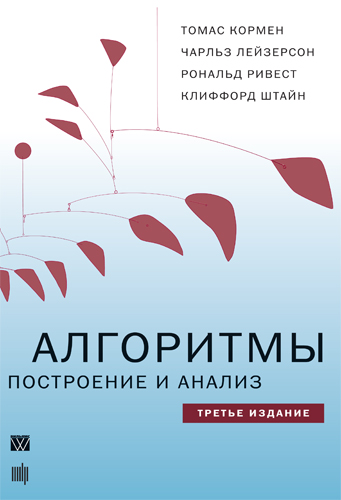 ТОМАС КОРМЕН
ЧАРЛЬЗ ЛЕЙЗЕРСОН
РОНАЛЬД РИВЕСТ
КЛИФФОРД ШТАЙН
АЛГОРИТМЫ
ПОСТРОЕНИЕ И АНАЛИЗ
ТРЕТЬЕ ИЗДАНИЕ
W